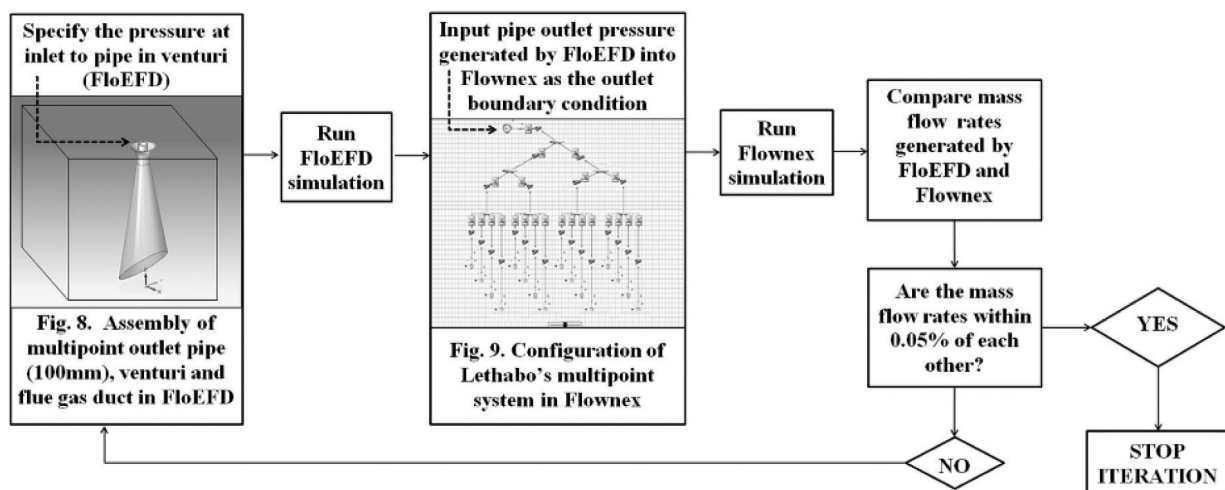 Specify the pressure at
inlet to pipe in venturi
(FloEFD)
Fig. 8. Assembly of
multipoint outlet pipe
(100mm), venturi and
flue gas duct in FloEFD
Run
FloEFD
simulation
Input pipe outlet pressure
generated by FloEFD into
Flownex as the outlet
boundary condition
Fig. 9. Configuration of
Lethabo's multipoint
system in Flownex
Run
Flownex
simulation
Compare mass
flow rates
generated by
FloEFD and
Flownex
Are the mass
flow rates within
0.05% of each
other?
YES
NO
STOP
ITERATION